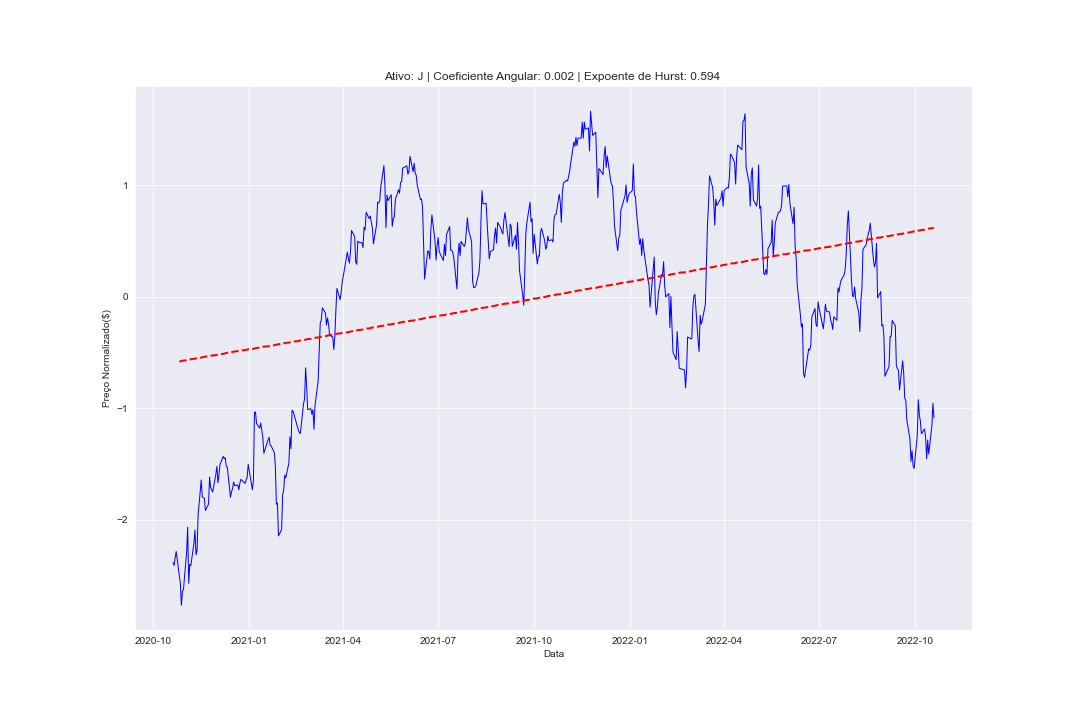 Ativo: J | Coeficiente Angular: 0.002 | Expoente de Hurst: 0.594
Preço Normalizado($)
1
0
−1
−2
2020-10 2021-01 2021-04 2021-07 2021-10 2022-01 2022-04 2022-07 2022-10
Data